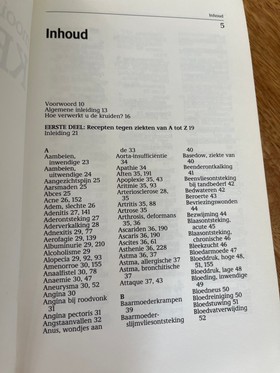 Inhoud
5
Inhoud
Voorwoord 10
Algemene inleiding 13
Hoe verwerkt u de kruiden? 16
EERSTE DEEL: Recepten tegen ziekten van A tot Z 19
Inleiding 21
A
Aambeien,
inwendige 23
Aambeien,
uitwendige 24
Aangezichtspijn 25
Aarsmaden 25
Abces 25
Acne 26, 152
Adem, slechte 26
Adenitis 27, 141
Aderontsteking 30
Aderverkalking 28
Adnexitis 29, 77
Aerofagie 29, 139
Albuminurie 29, 210
Alcoholisme 29
Alopecia 29, 92, 93
Amenorroe 30, 155
Anaalfistel 30, 78
Anaemie 30, 47
Aneurysma 30, 52
Angina 30
Angina bij roodvonk
31
Angina pectoris 31
Angstaanvallen 32
Anus, wondjes aan
de 33
Aorta-insufficiëntie
34
Apathie 34
Aften 35, 191
Apoplexie 35, 43
Aritmie 35, 93
Arteriosclerose 28,
35
Artritis 35, 88
Artrose 35
Arthrosis, deformans
35, 36
Ascariden 36, 190
Ascaris 36, 190
Ascites 36, 61
Asthenie 36, 228
Astma 36
Astma, allergische 37
Astma, bronchitische
37
Attaque 37, 43
B
Baarmoederkrampen
39
Baarmoeder-
slijmvliesontsteking
40
Basedow, ziekte van
40
Beenderontkalking
41
Beenvliesontsteking
bij tandbederf 42
Bedwateren 42
Beroerte 43
Bevriezingswonden
44
Bezwijming 44
Blaasontsteking,
acute 45
Blaasontsteking,
chronische 46
Blekzucht 46
Bloedarmoede 47
Bloeddruk, hoge 48,
51, 155
Bloeddruk, lage 48
Bloeding, inwendige
49
Bloedneus 50
Bloedreiniging 50
Bloedstuwing 51
Bloedvatverwijding
52